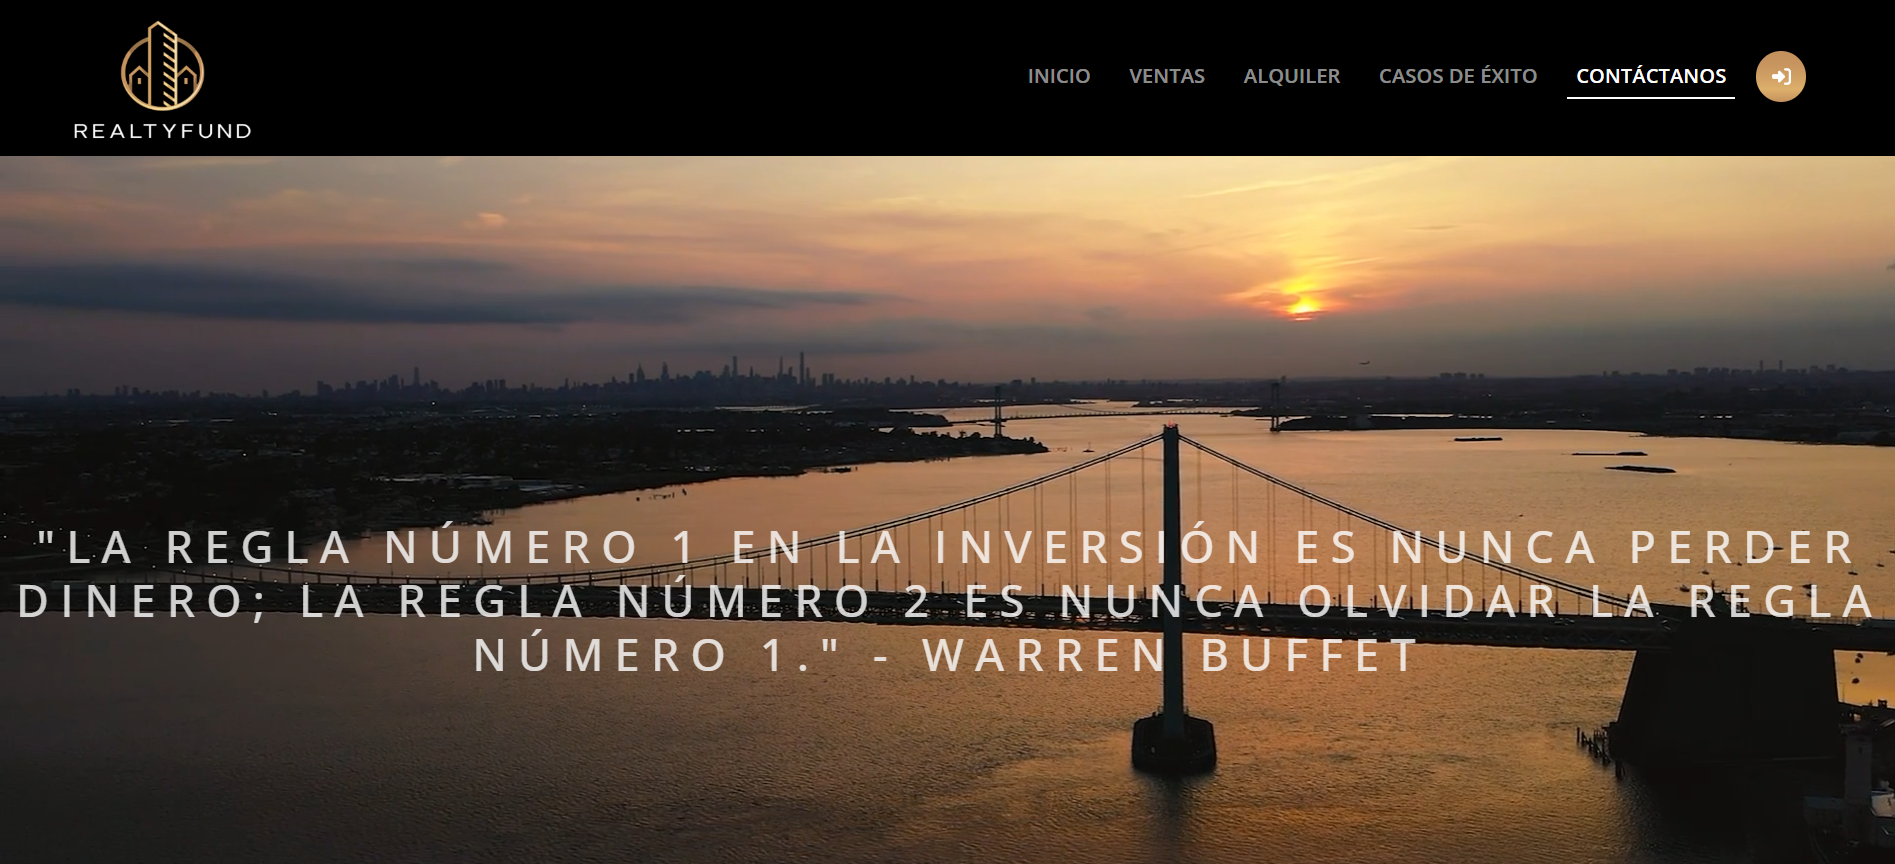 REALTYFUND
INICIO VENTAS ALQUILER CASOS DE ÉXITO CONTÁCTANOS
"LA REGLA NÚMERO 1 EN LA INVERSIÓN ES NUNCA PERDER
DINERO; LA REGLA NÚMERO 2 ES NUNCA OLVIDAR LA REGLA
NÚMERO 1." - WARREN BUFFET